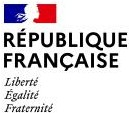 RÉPUBLIQUE
FRANÇAISE
Liberté
Égalité
Fraternité